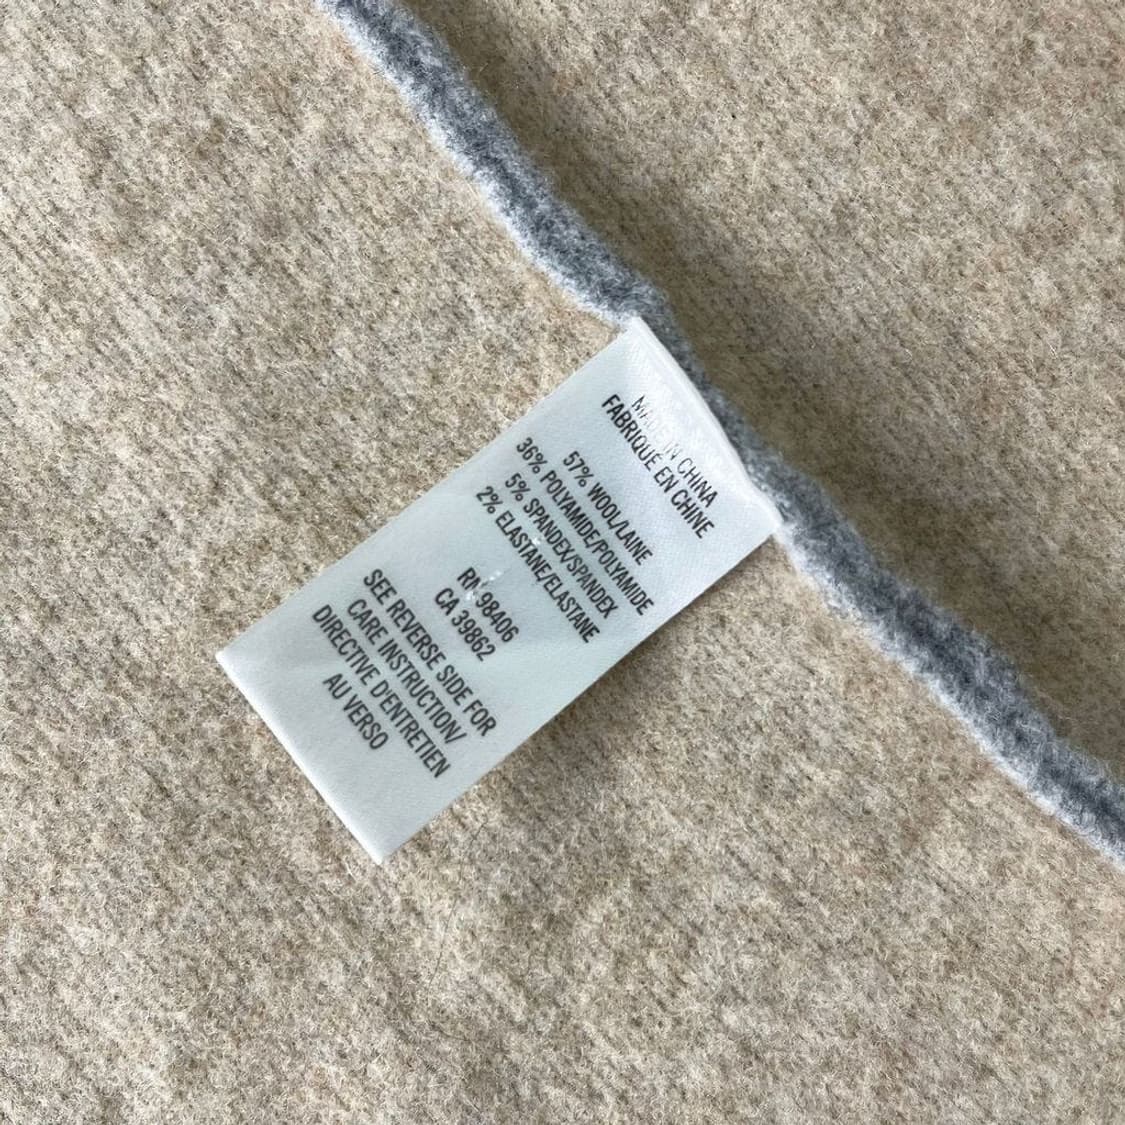 MADE IN CHINA
FABRIQUÉ EN CHINE
57% WOOL/LAINE
36% POLYAMIDE/POLYAMIDE
5% SPANDEX/SPANDEX
2% ELASTANE/ELASTANE
RN 98406
CA 39862
SEE REVERSE SIDE FOR
CARE INSTRUCTION/
DIRECTIVE D'ENTRETIEN
AU VERSO